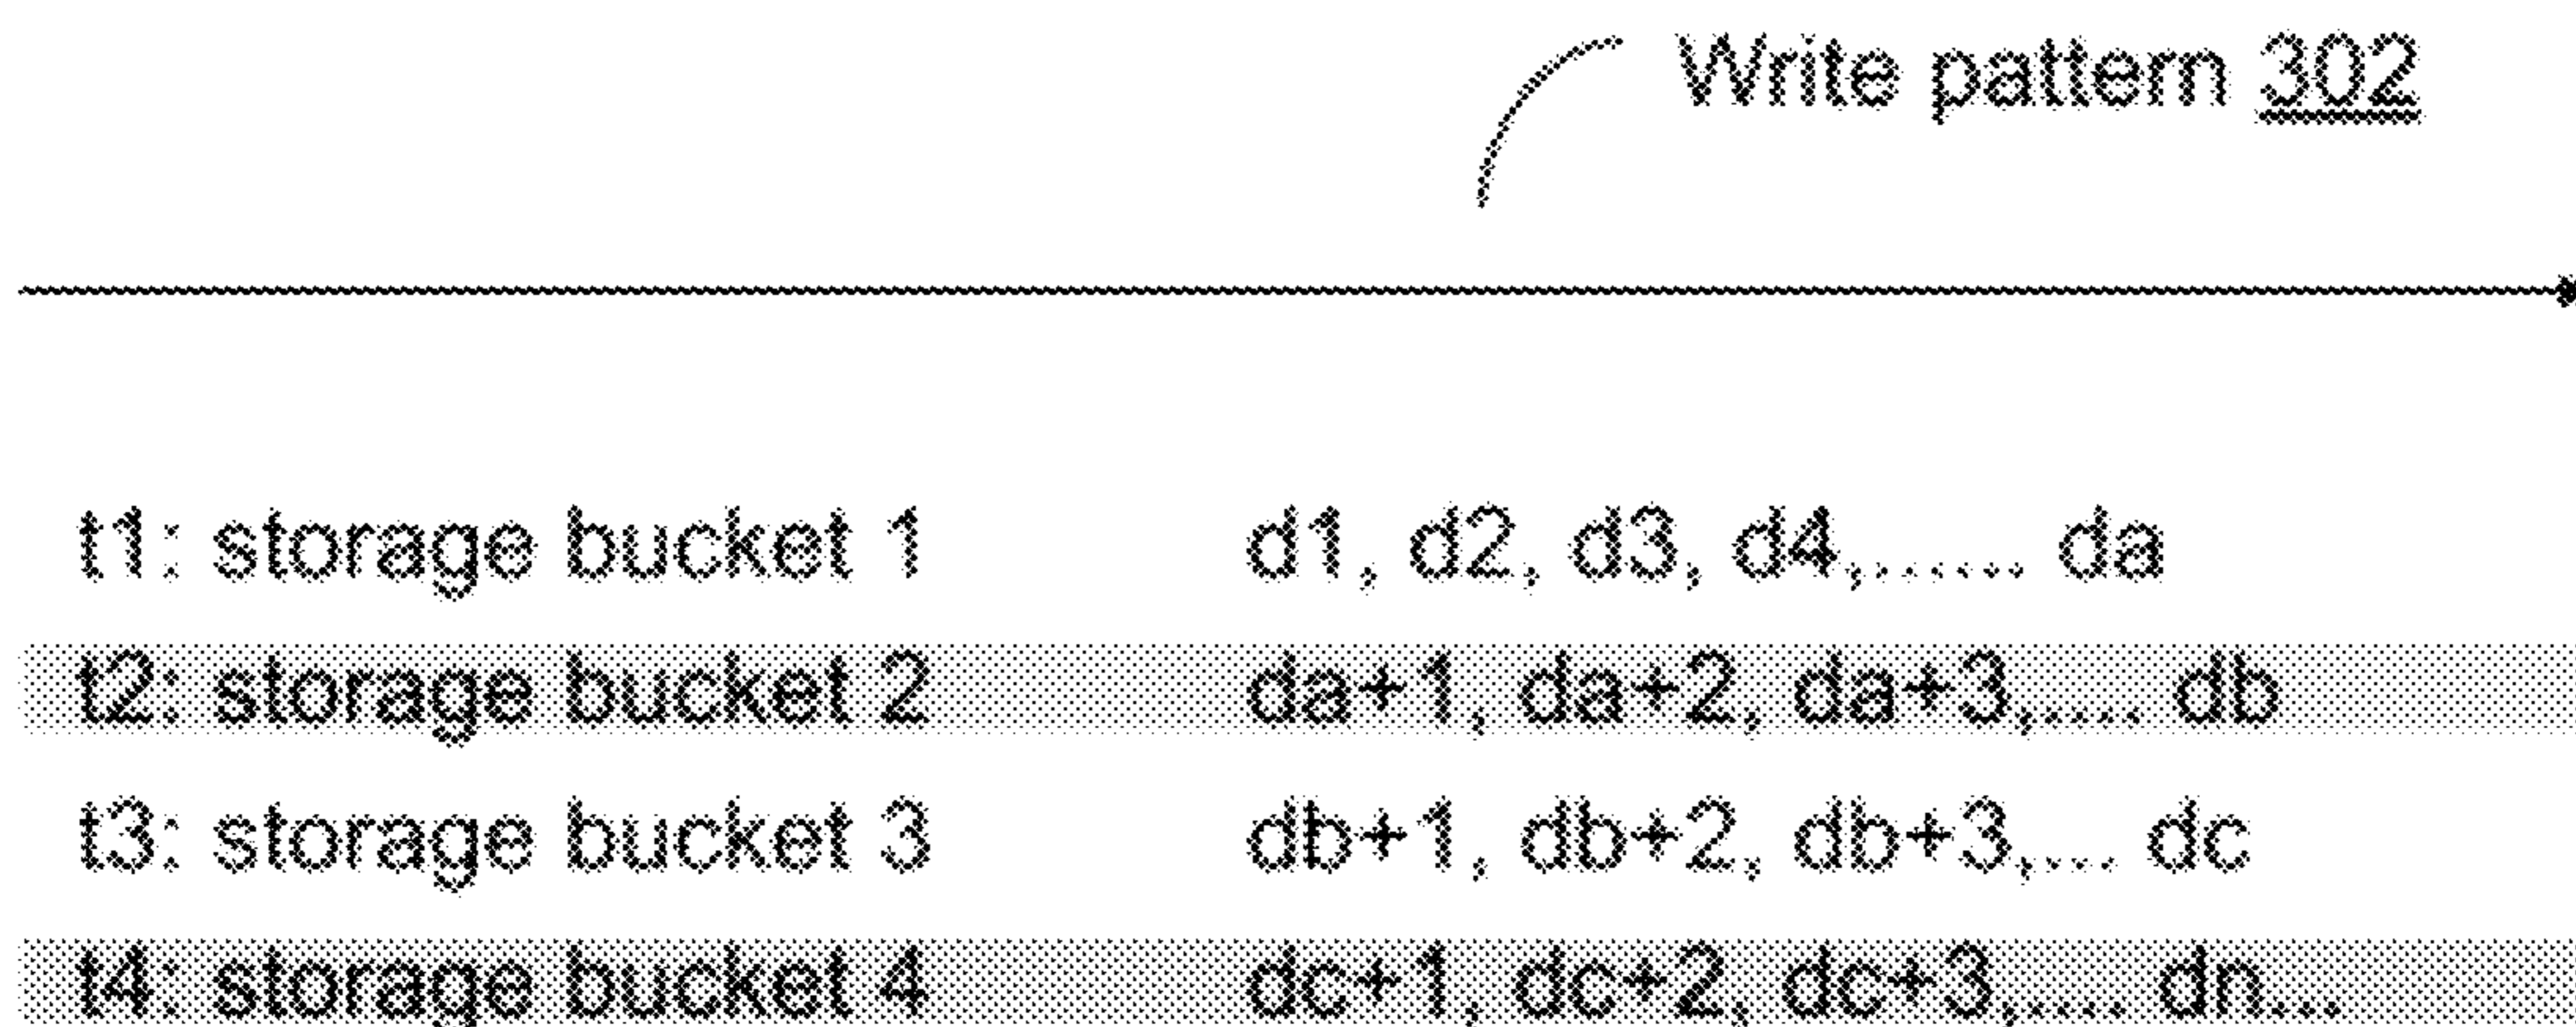 Write pattern 302
t1: storage bucket 1 d1, d2, d3, d4,...... da
t2: storage bucket 2 da+1, da+2, da+3,.... db
t3: storage bucket 3 db+1, db+2, db+3,.... dc
t4: storage bucket 4 dc+1, dc+2, dc+3,.... dn...